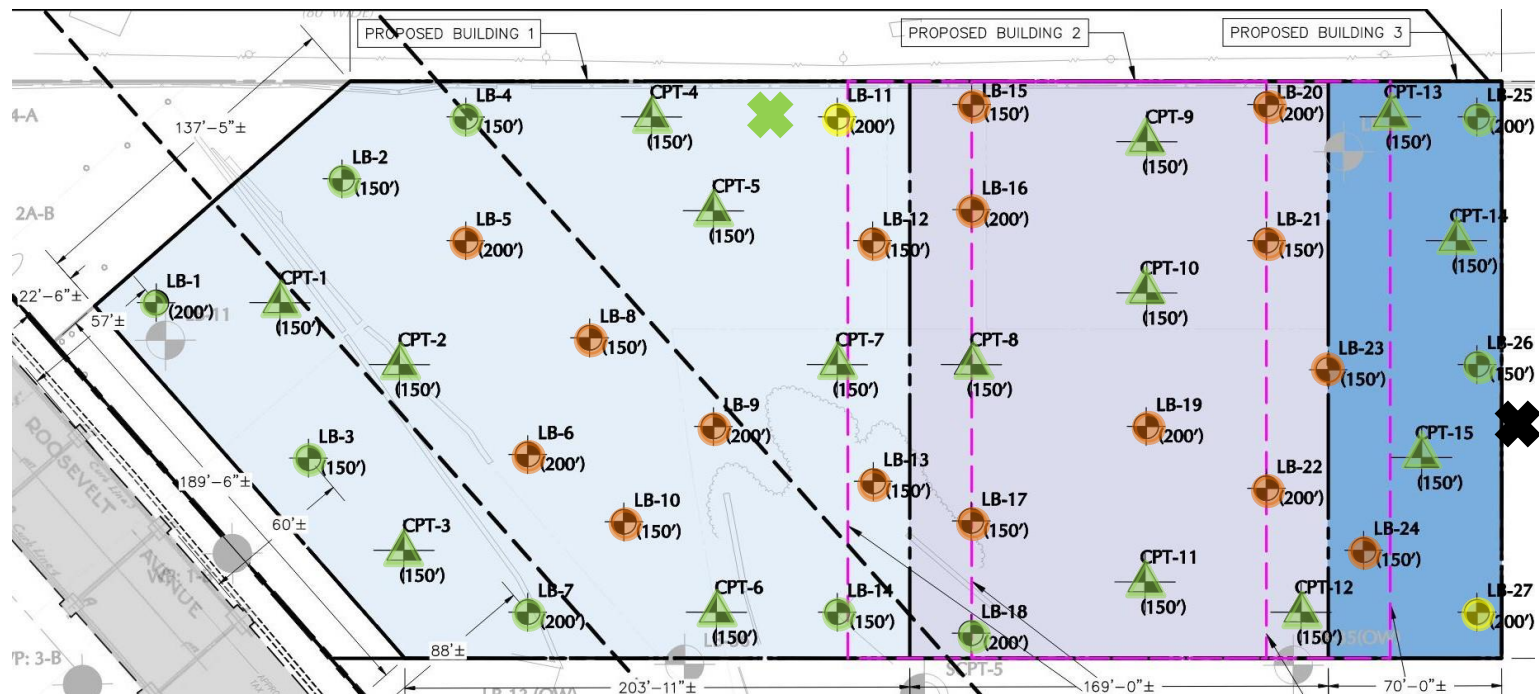 (80' WIDE)
PROPOSED BUILDING 1
PROPOSED BUILDING 2
PROPOSED BUILDING 3
4-A
137'-5"±
LB-4
(150')
CPT-4
(150')
LB-11
(200')
LB-15
(150')
CPT-9
(150')
LB-20
(200')
CPT-13
(150')
LB-25
(200')
LB-2
(150')
CPT-5
(150')
LB-16
(200')
2A-B
LB-5
(200')
LB-12
(150')
LB-21
(150')
CPT-14
(150')
LB-1
(200')
22'-6"±
57'±
CPT-1
(150')
CPT-10
(150')
LB-8
(150')
CPT-2
(150')
CPT-7
(150')
CPT-8
(150')
LB-23
(150')
LB-26
(150')
LB-9
(200')
LB-19
(200')
ROOSEVELT
AVENUE
LB-3
(150')
LB-6
(200')
LB-13
(150')
LB-22
(200')
CPT-15
(150')
189'-6"±
60'±
LB-10
(150')
LB-17
(150')
LB-24
(150')
CPT-3
(150')
LB-7
(200')
CPT-6
(150')
LB-14
(150')
CPT-11
(150')
LB-18
(200')
CPT-12
(150')
LB-27
(200')
88'±
3-B
SCPT-5
203'-11"±
169'-0"±
70'-0"±